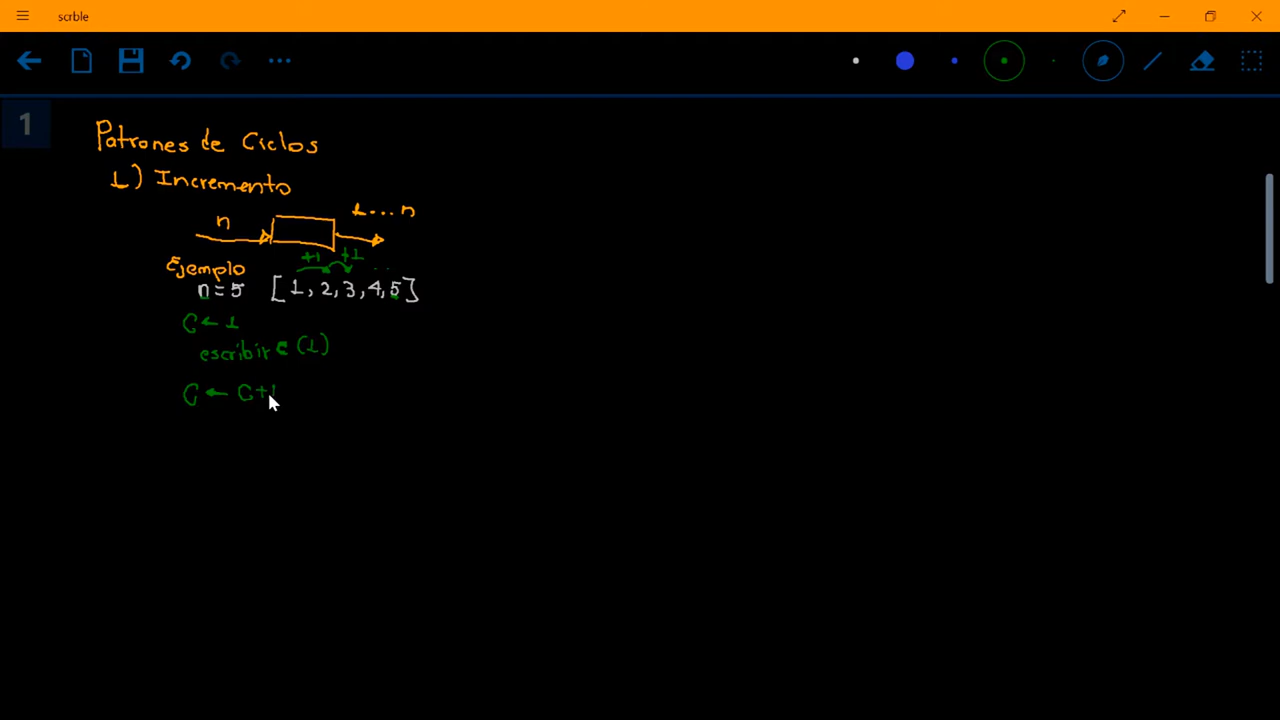 scrble
1
Patrones de Ciclos
1) Incremento
n 1...n
+1 +1
Ejemplo ..
n = 5 [1, 2, 3, 4, 5]
C ← 1
escribir C (1)
C ← C+1